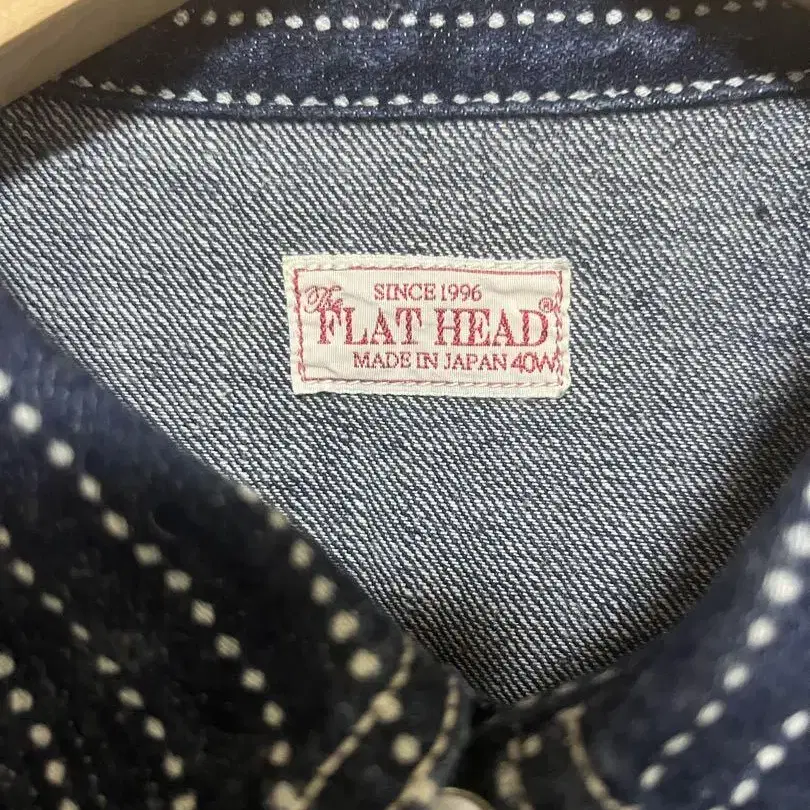 SINCE 1996
The
FLAT HEAD®
MADE IN JAPAN 40W